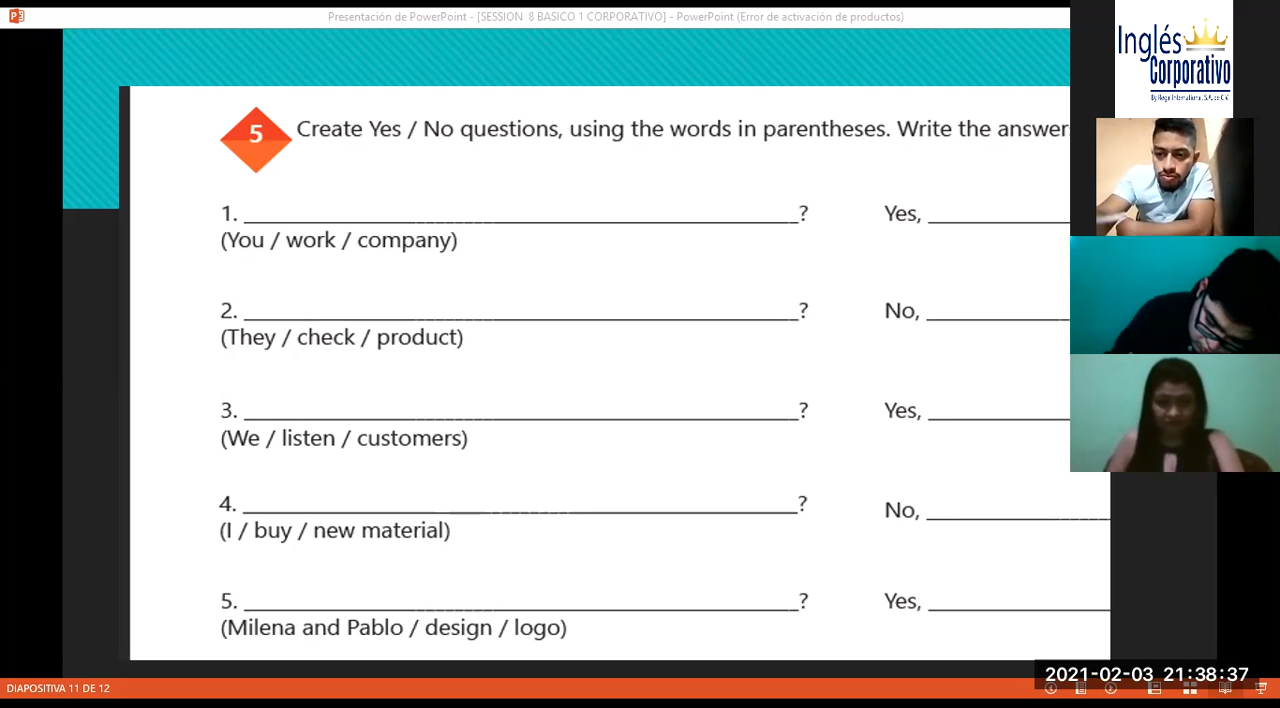 Presentación de PowerPoint - [SESSION 8 BASICO 1 CORPORATIVO] - PowerPoint (Error de activación de productos)
Inglés
Corporativo
5 Create Yes / No questions, using the words in parentheses. Write the answer
1. ? Yes,
(You / work / company)
2. ? No,
(They / check / product)
3. ? Yes,
(We / listen / customers)
4. ? No,
(I / buy / new material)
5. ? Yes,
(Milena and Pablo / design / logo)
2021-02-03 21:38:37
DIAPOSITIVA 11 DE 12